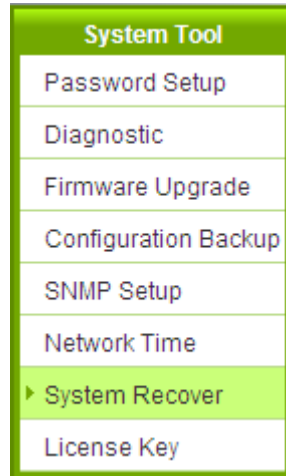 System Tool
Password Setup
Diagnostic
Firmware Upgrade
Configuration Backup
SNMP Setup
Network Time
System Recover
License Key